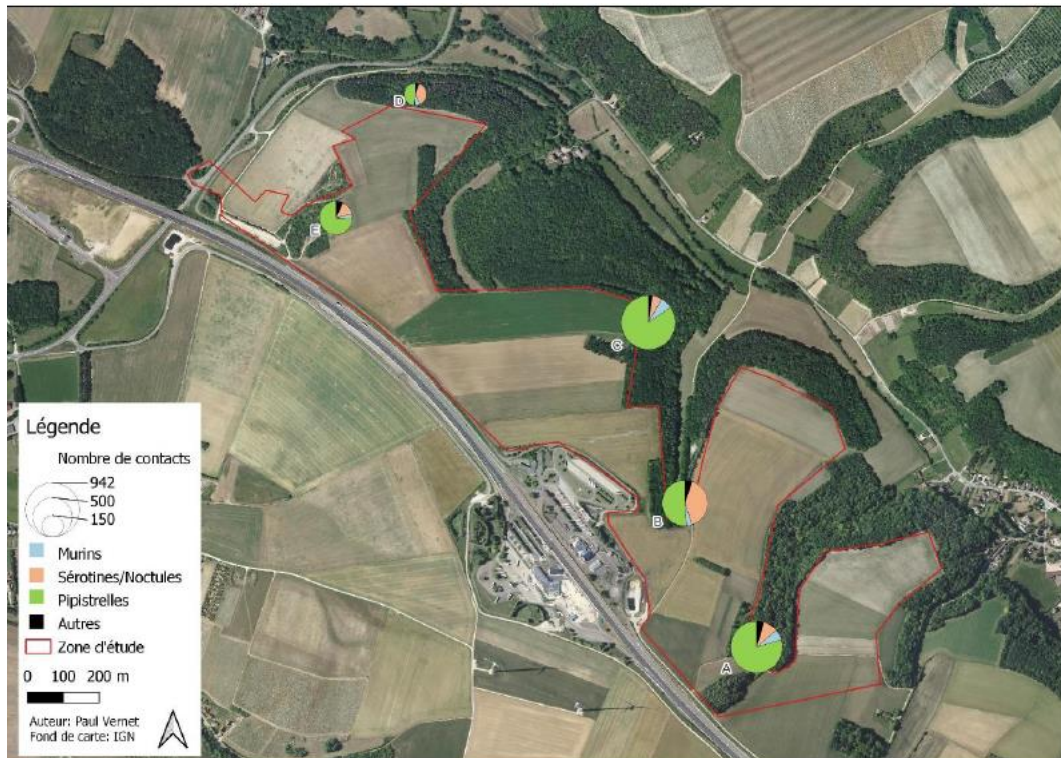 D
E
C
B
A
Légende
Nombre de contacts
942
500
150
Murins
Sérotines/Noctules
Pipistrelles
Autres
Zone d'étude
0 100 200 m
Auteur: Paul Vernet
Fond de carte: IGN